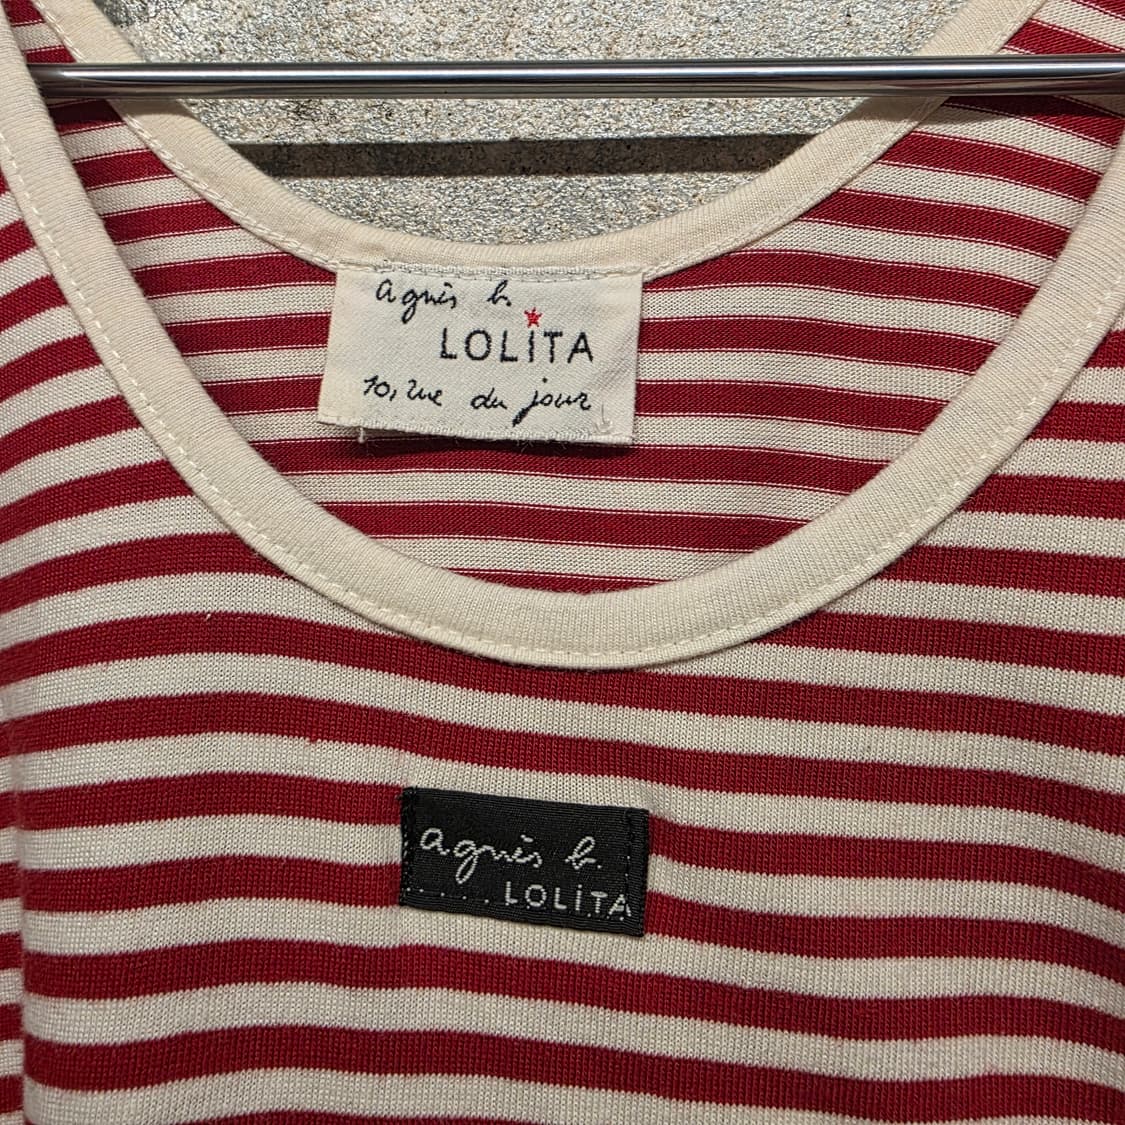 agnès b.
LOLiTA
10, rue du jour
agnès b.
LOLiTA